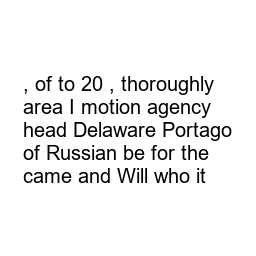 , of to 20 , thoroughly
area I motion agency
head Delaware Portago
of Russian be for the
came and Will who it